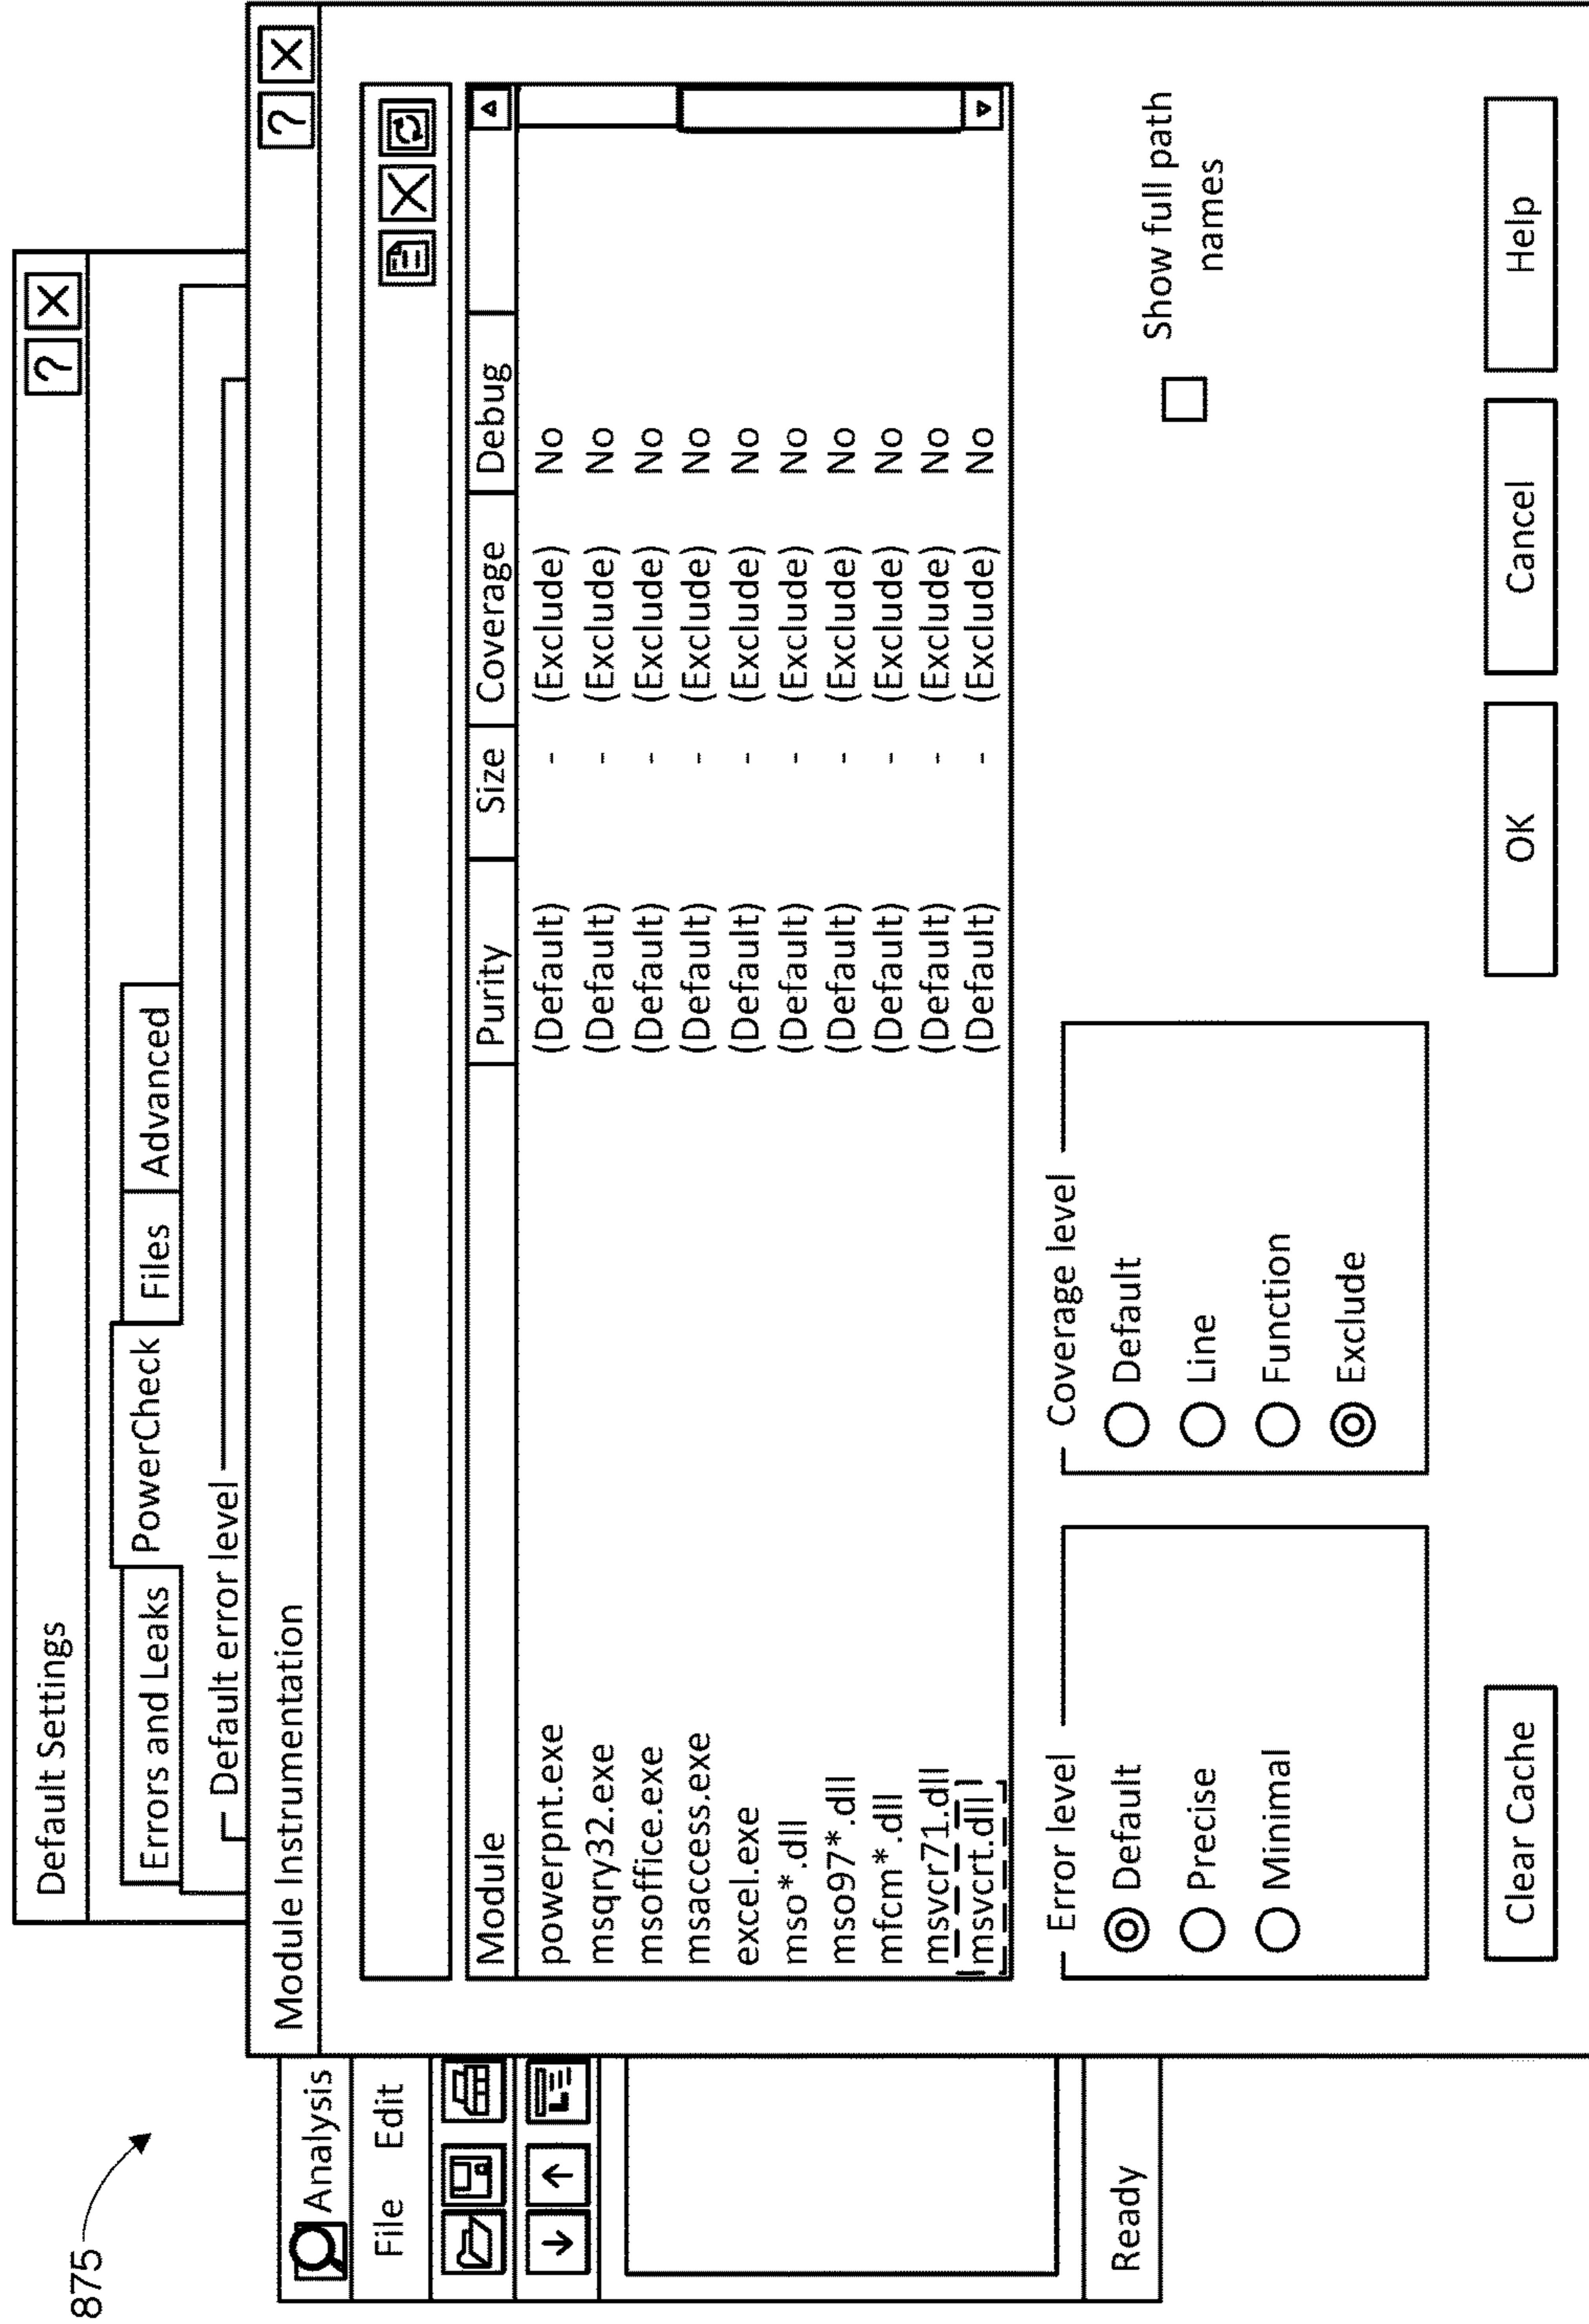 875
Default Settings
? X
Errors and Leaks PowerCheck Files Advanced
Default error level
Analysis
File Edit
Ready
Module Instrumentation
? X
Module Purity Size Coverage Debug
powerpnt.exe (Default) - (Exclude) No
msqry32.exe (Default) - (Exclude) No
msoffice.exe (Default) - (Exclude) No
msaccess.exe (Default) - (Exclude) No
excel.exe (Default) - (Exclude) No
mso*.dll (Default) - (Exclude) No
mso97*.dll (Default) - (Exclude) No
mfcm*.dll (Default) - (Exclude) No
msvcr71.dll (Default) - (Exclude) No
msvcrt.dll (Default) - (Exclude) No
Error level
Default
Precise
Minimal
Coverage level
Default
Line
Function
Exclude
Show full path
names
Clear Cache OK Cancel Help